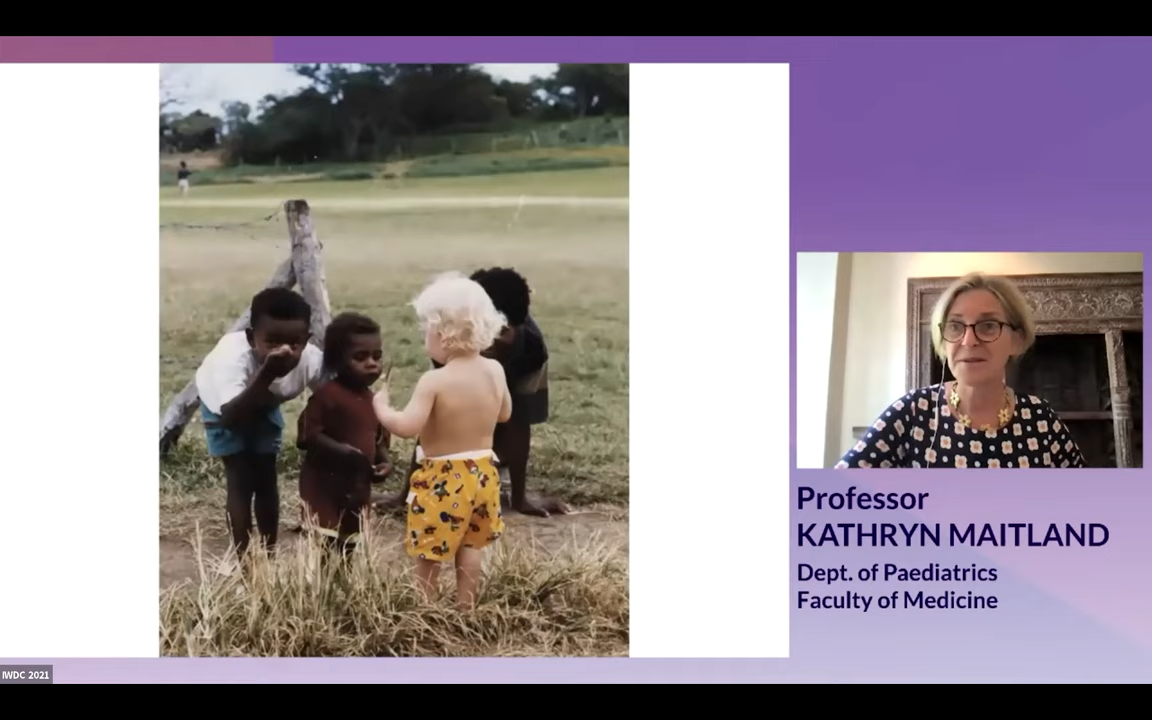 Professor
KATHRYN MAITLAND
Dept. of Paediatrics
Faculty of Medicine
IWDC 2021